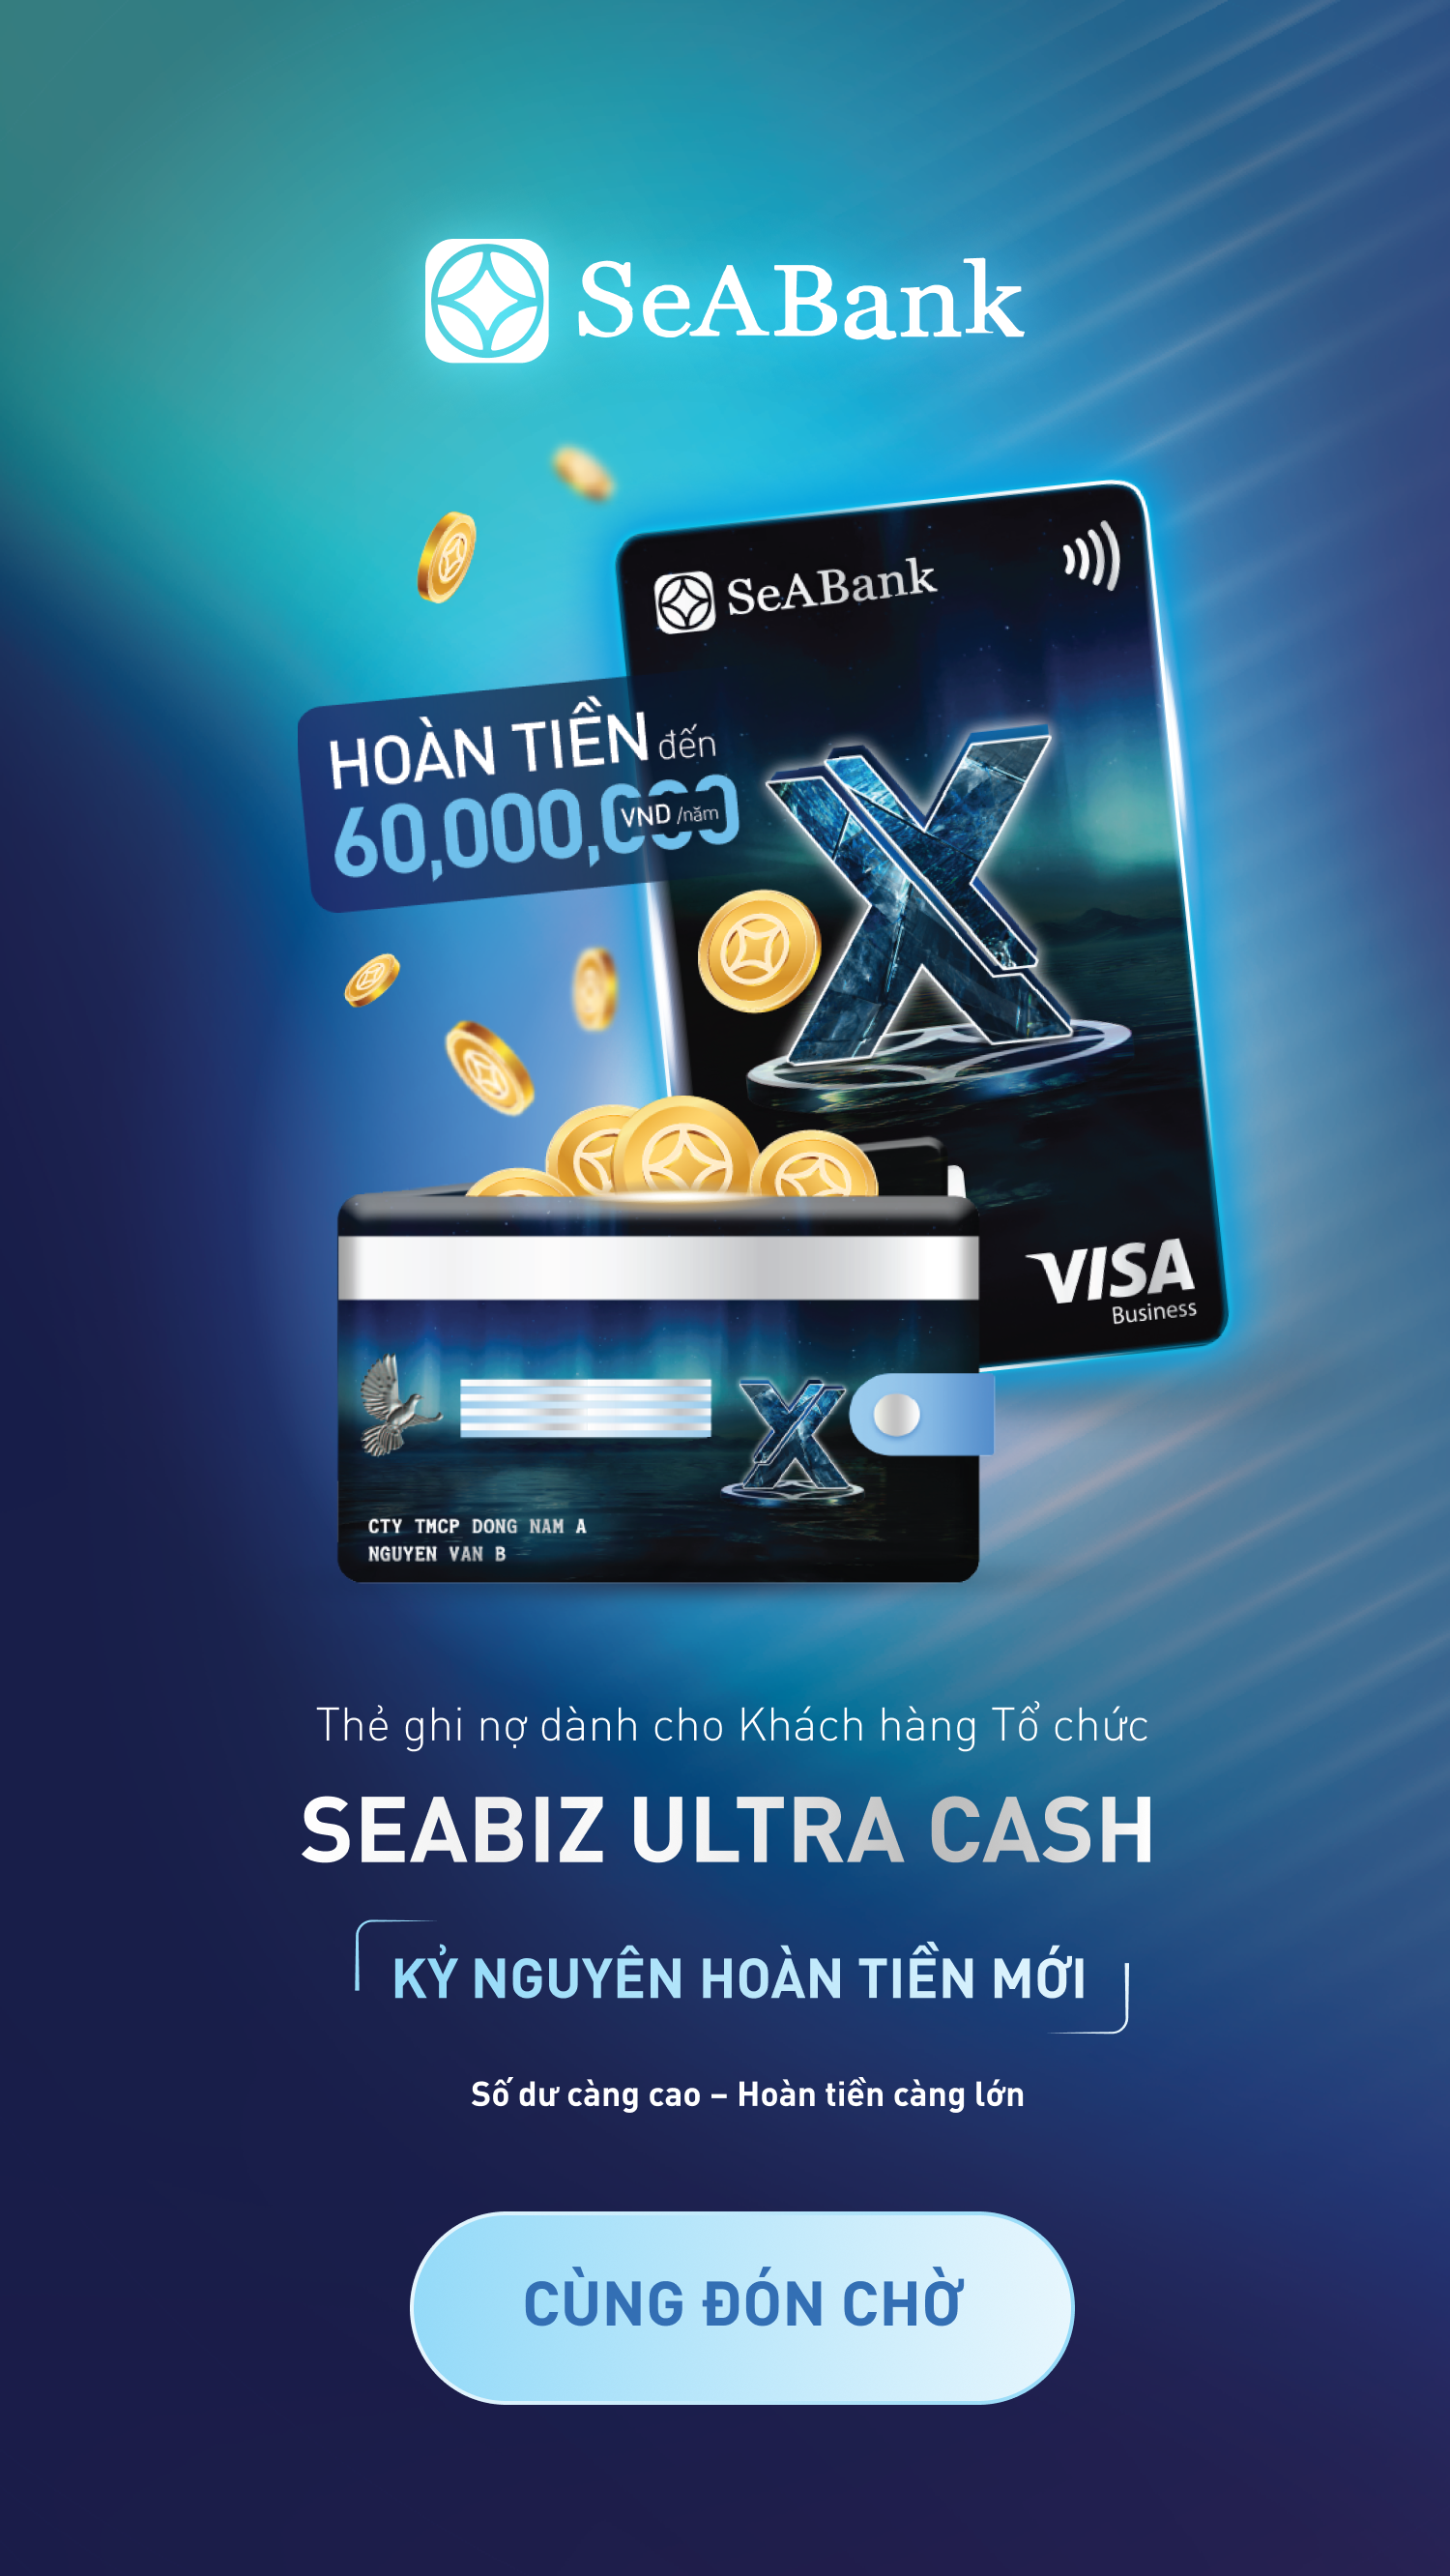 SeABank
SeABank
HOÀN TIỀN đến
60,000,000
VND /năm
VISA
Business
CTY TMCP DONG NAM A
NGUYEN VAN B
Thẻ ghi nợ dành cho Khách hàng Tổ chức
SEABIZ ULTRA CASH
KỶ NGUYÊN HOÀN TIỀN MỚI
Số dư càng cao – Hoàn tiền càng lớn
CÙNG ĐÓN CHỜ